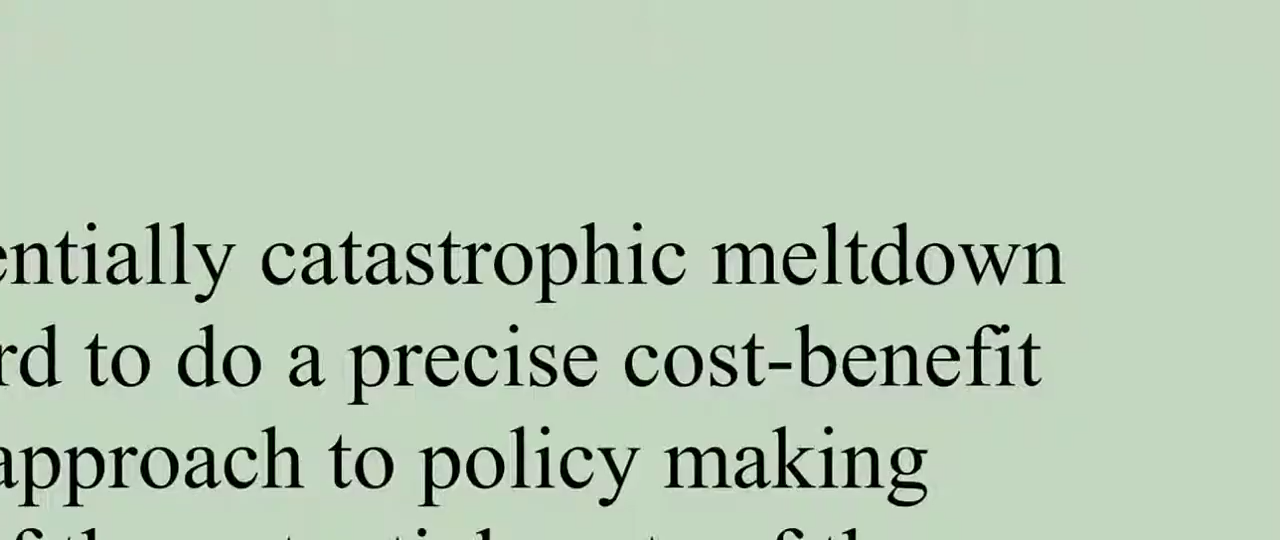 entially catastrophic meltdown
rd to do a precise cost-benefit
approach to policy making